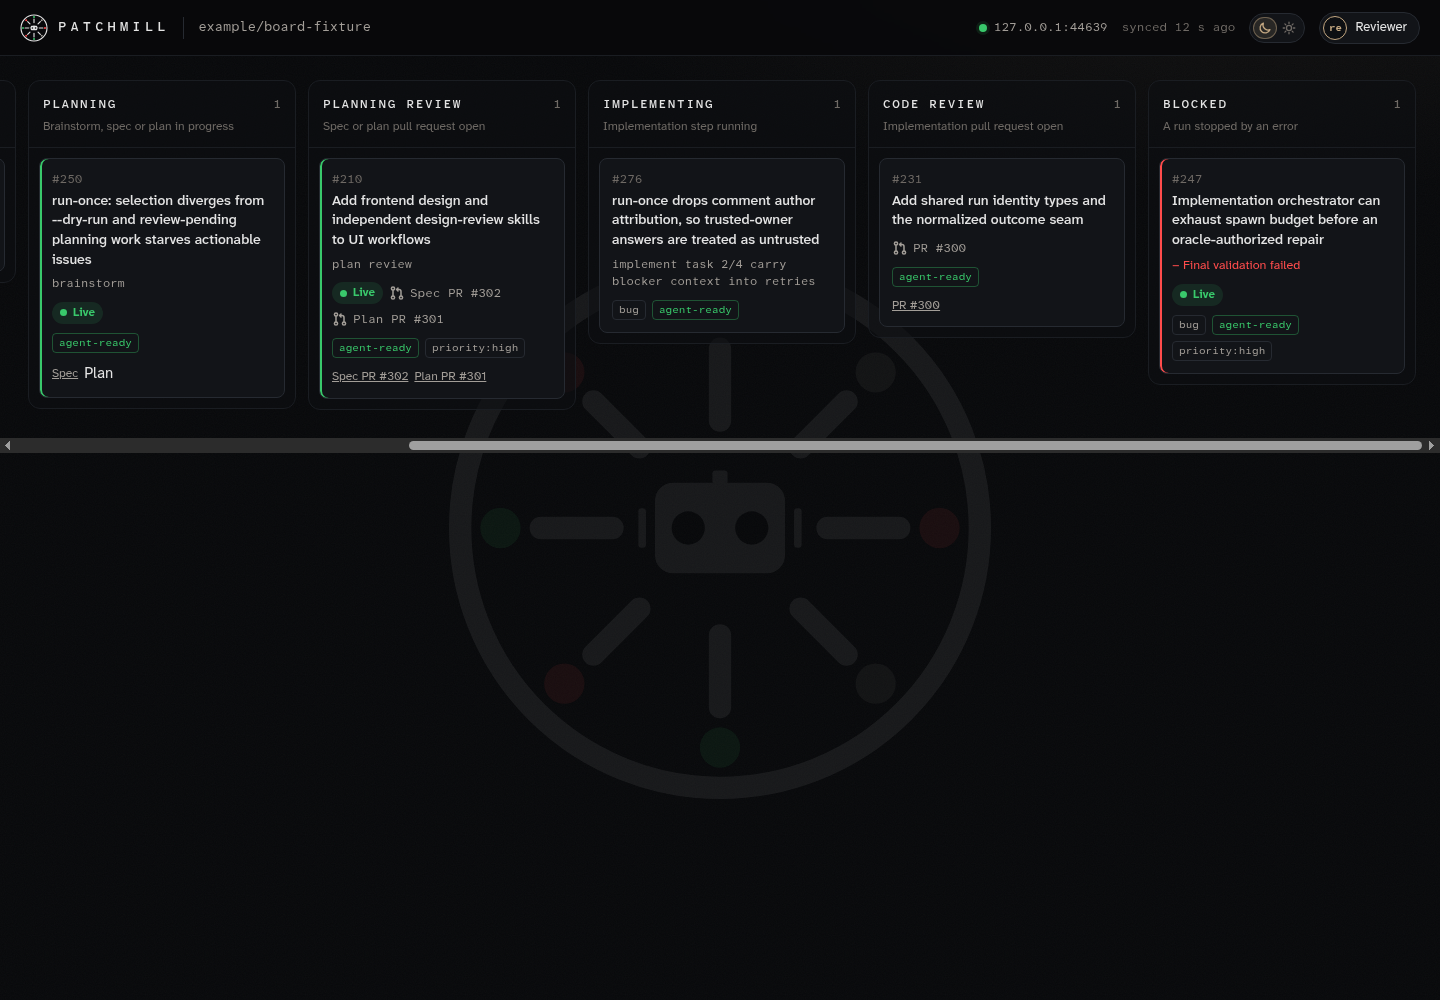 PATCHMILL
example/board-fixture
127.0.0.1:44639
synced 12 s ago
re
Reviewer
PLANNING
1
Brainstorm, spec or plan in progress
#250
run-once: selection diverges from
--dry-run and review-pending
planning work starves actionable
issues
brainstorm
Live
agent-ready
Spec Plan
PLANNING REVIEW
1
Spec or plan pull request open
#210
Add frontend design and
independent design-review skills
to UI workflows
plan review
Live Spec PR #302
Plan PR #301
agent-ready priority:high
Spec PR #302 Plan PR #301
IMPLEMENTING
1
Implementation step running
#276
run-once drops comment author
attribution, so trusted-owner
answers are treated as untrusted
implement task 2/4 carry
blocker context into retries
bug agent-ready
CODE REVIEW
1
Implementation pull request open
#231
Add shared run identity types and
the normalized outcome seam
PR #300
agent-ready
PR #300
BLOCKED
1
A run stopped by an error
#247
Implementation orchestrator can
exhaust spawn budget before an
oracle-authorized repair
– Final validation failed
Live
bug agent-ready
priority:high